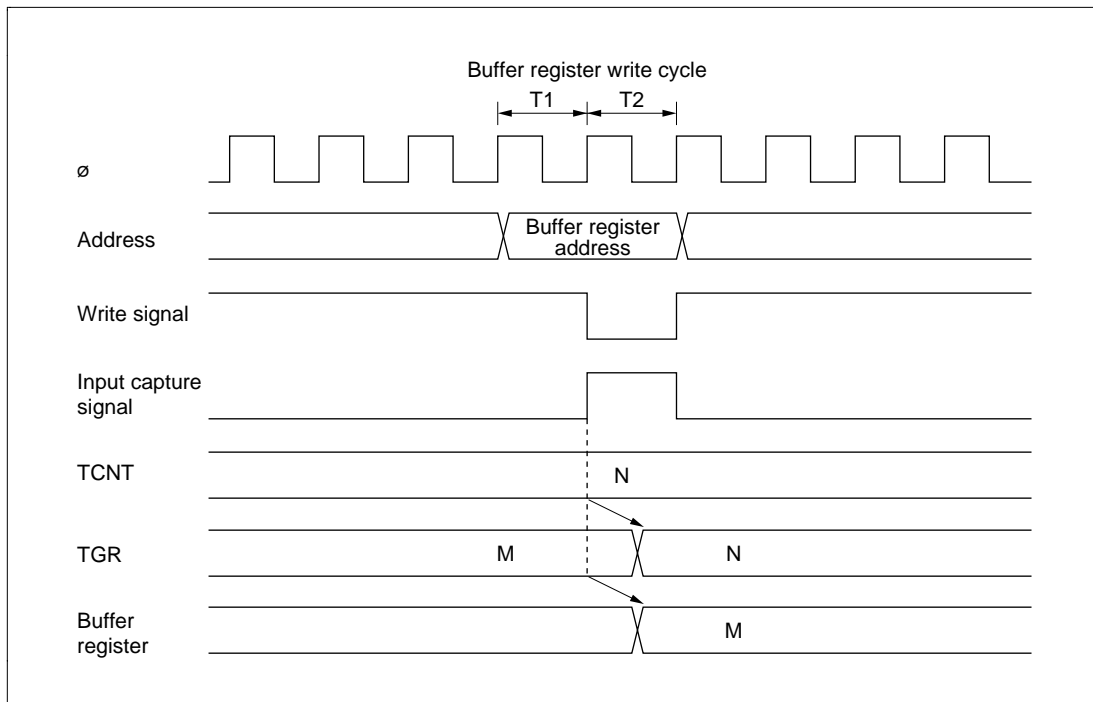 Buffer register write cycle
T1 T2
ø
Address
Buffer register
address
Write signal
Input capture
signal
TCNT
N
TGR
M N
Buffer
register
M